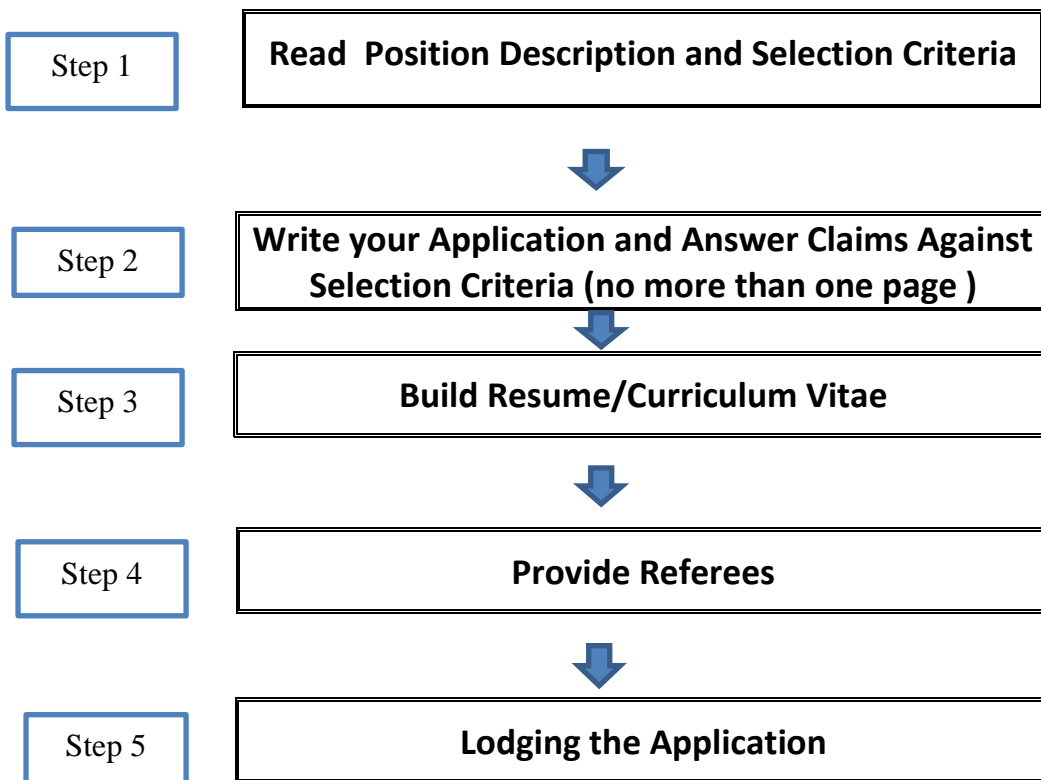 Step 1
Read  Position Description and Selection Criteria
Step 2
Write your Application and Answer Claims Against
Selection Criteria (no more than one page )
Step 3
Build Resume/Curriculum Vitae
Step 4
Provide Referees
Step 5
Lodging the Application